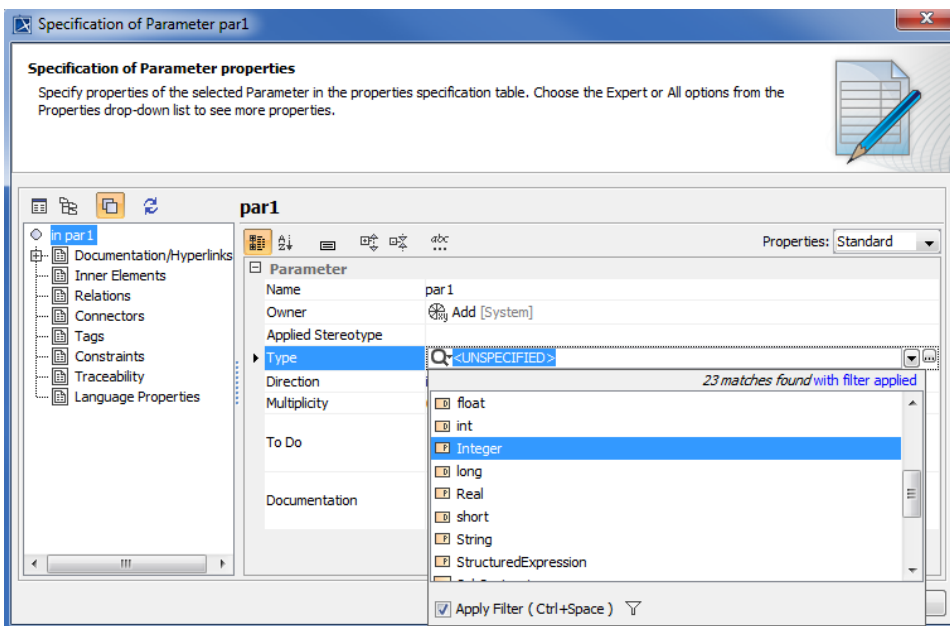 Specification of Parameter par1
Specification of Parameter properties
Specify properties of the selected Parameter in the properties specification table. Choose the Expert or All options from the
Properties drop-down list to see more properties.
par1
in par1
Documentation/Hyperlinks
Inner Elements
Relations
Connectors
Tags
Constraints
Traceability
Language Properties
abc
Properties: Standard
Parameter
Name par1
Owner Add [System]
Applied Stereotype
Type <UNSPECIFIED>
Direction
Multiplicity
To Do
Documentation
23 matches found with filter applied
float
int
Integer
long
Real
short
String
StructuredExpression
Apply Filter ( Ctrl+Space )